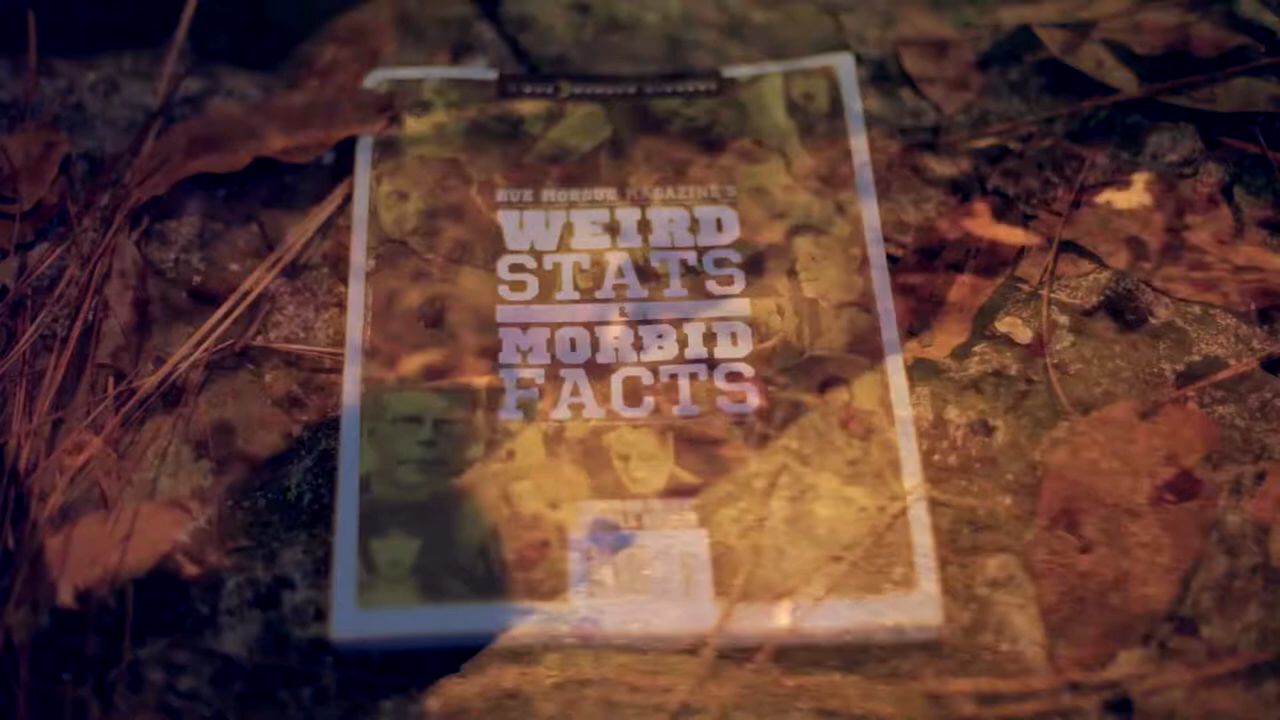 RUE MORGUE MAGAZINE'S
WEIRD
STATS
&
MORBID
FACTS